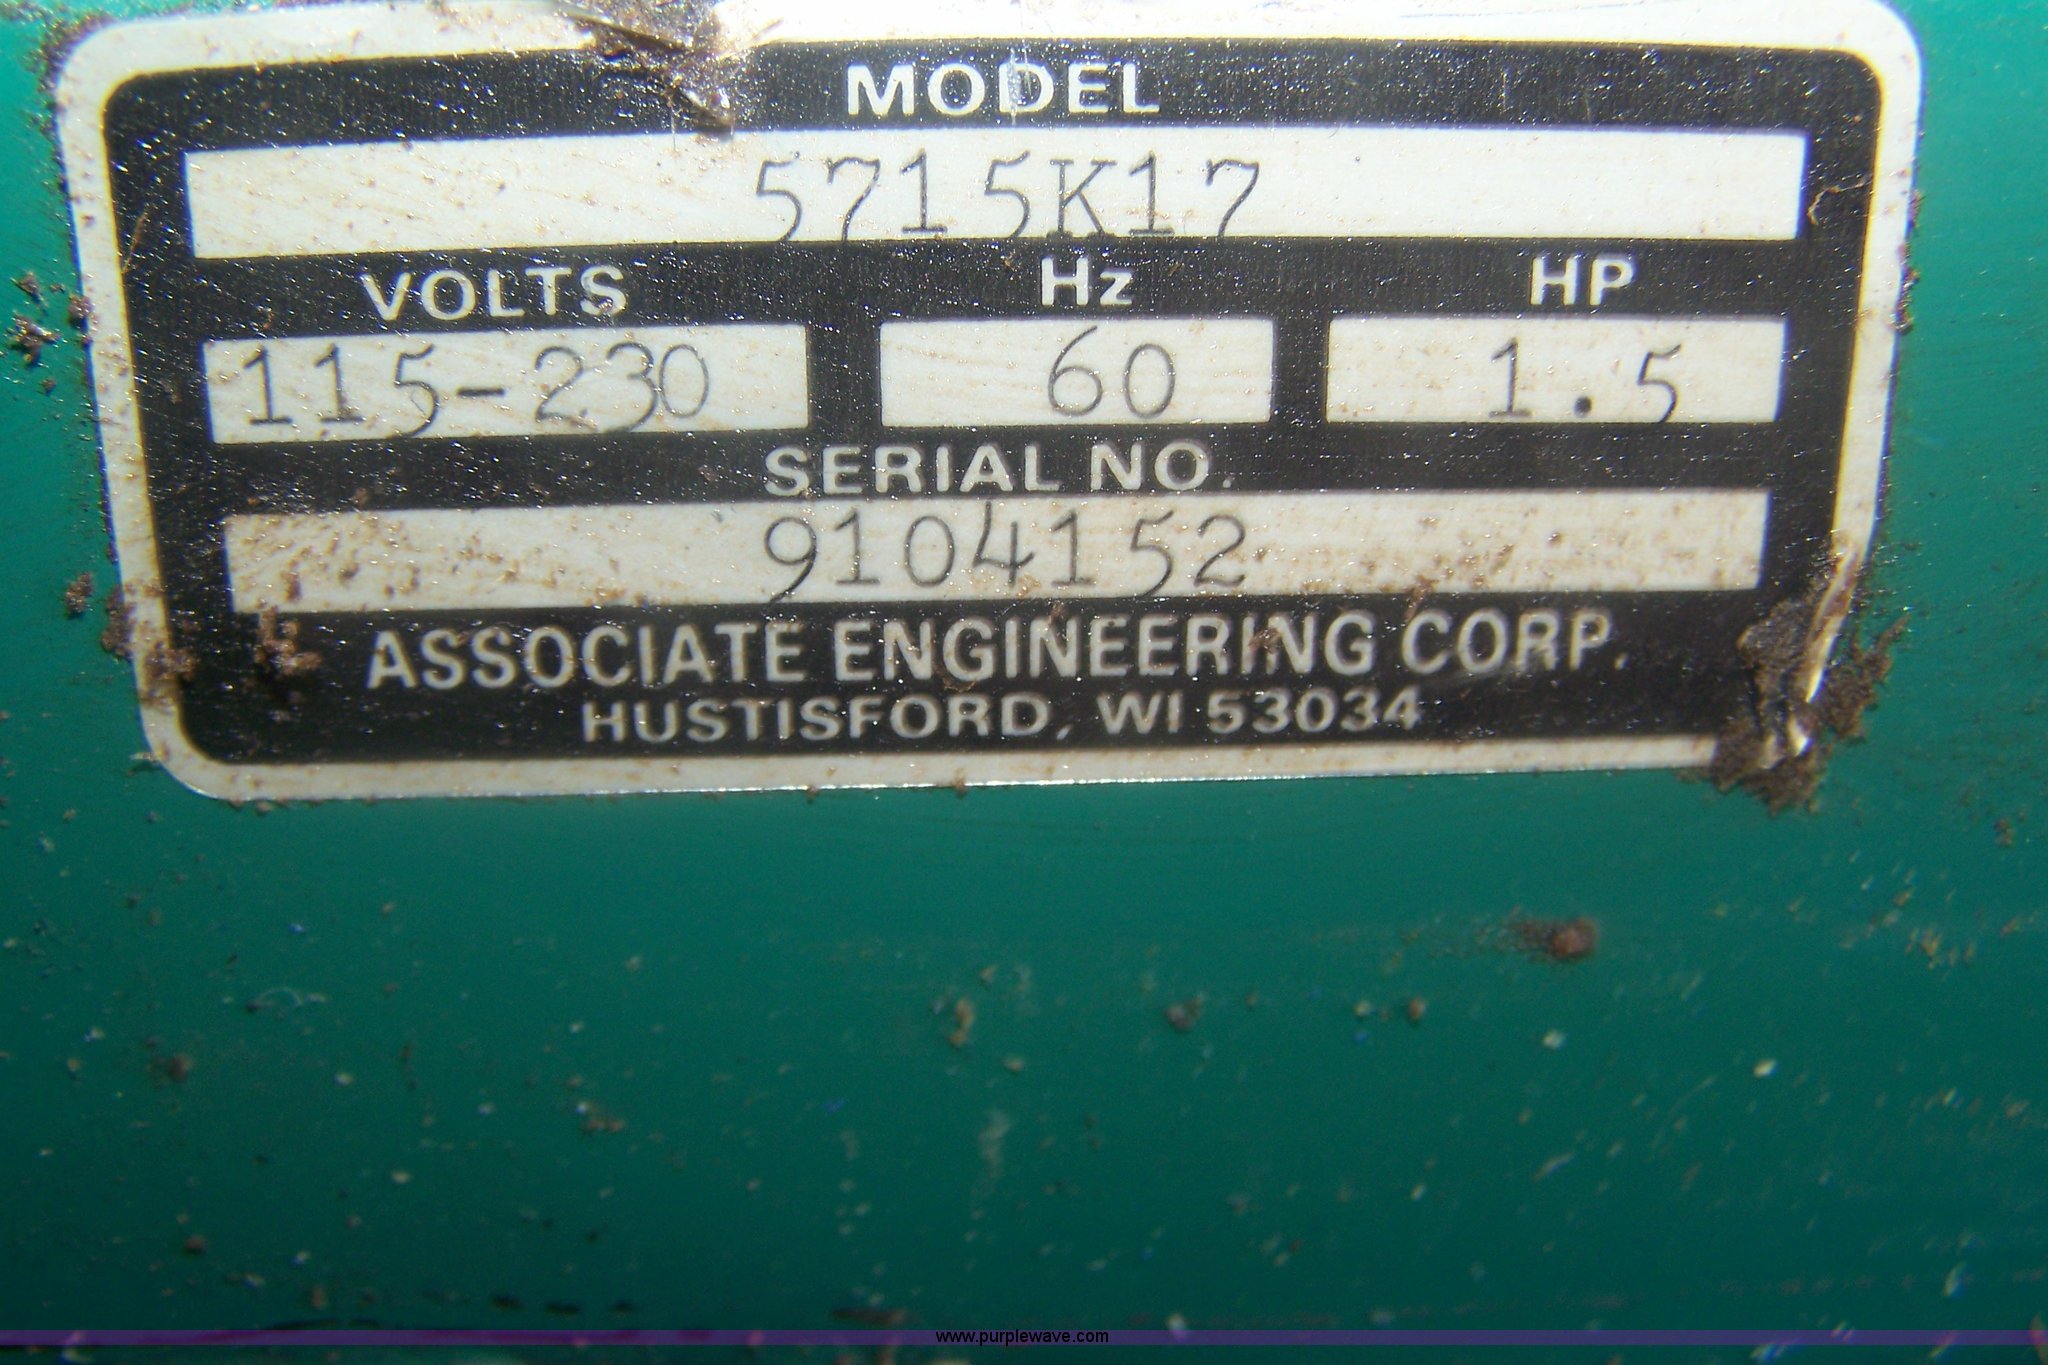 MODEL
5715K17
VOLTS Hz HP
115-230 60 1.5
SERIAL NO.
9104152
ASSOCIATE ENGINEERING CORP.
HUSTISFORD, WI 53034
www.purplewave.com